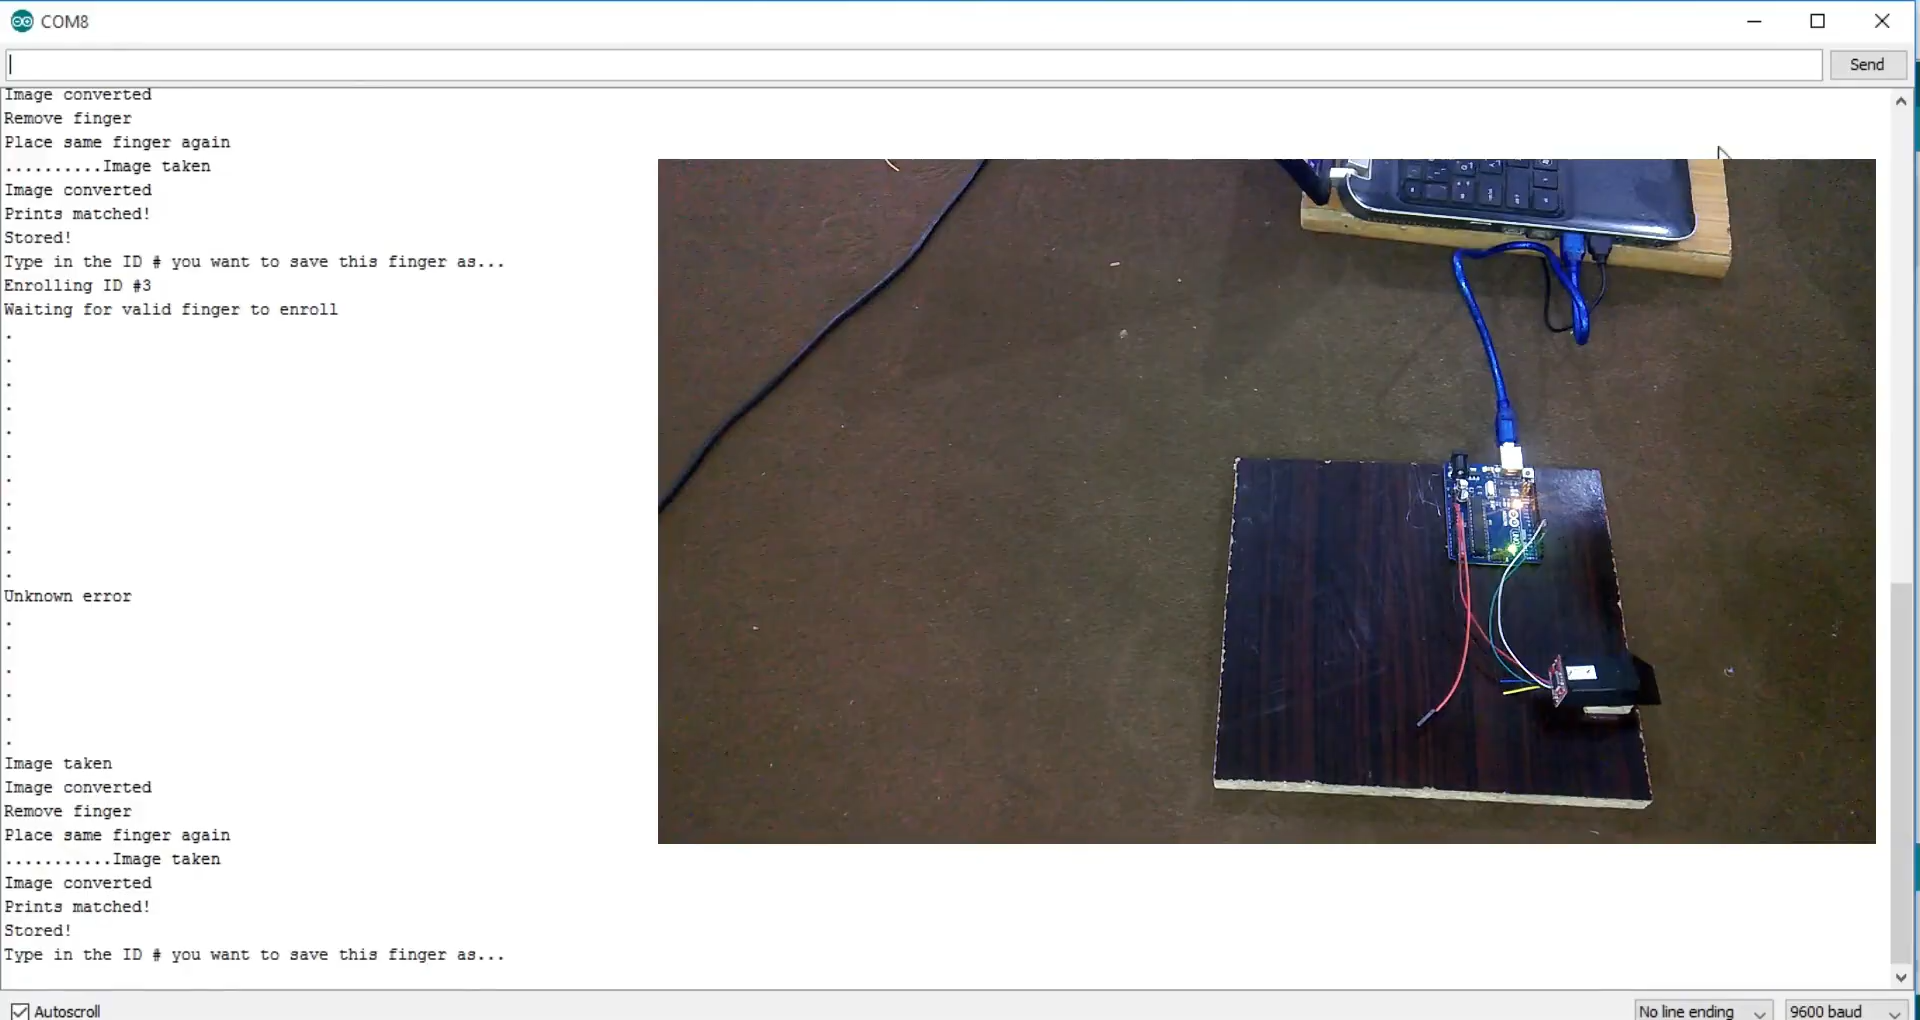 COM8
Send
Image converted
Remove finger
Place same finger again
..........Image taken
Image converted
Prints matched!
Stored!
Type in the ID # you want to save this finger as...
Enrolling ID #3
Waiting for valid finger to enroll
.
.
.
.
.
.
.
.
.
.
.
Unknown error
.
.
.
.
.
.
Image taken
Image converted
Remove finger
Place same finger again
...........Image taken
Image converted
Prints matched!
Stored!
Type in the ID # you want to save this finger as...
Autoscroll
No line ending
9600 baud